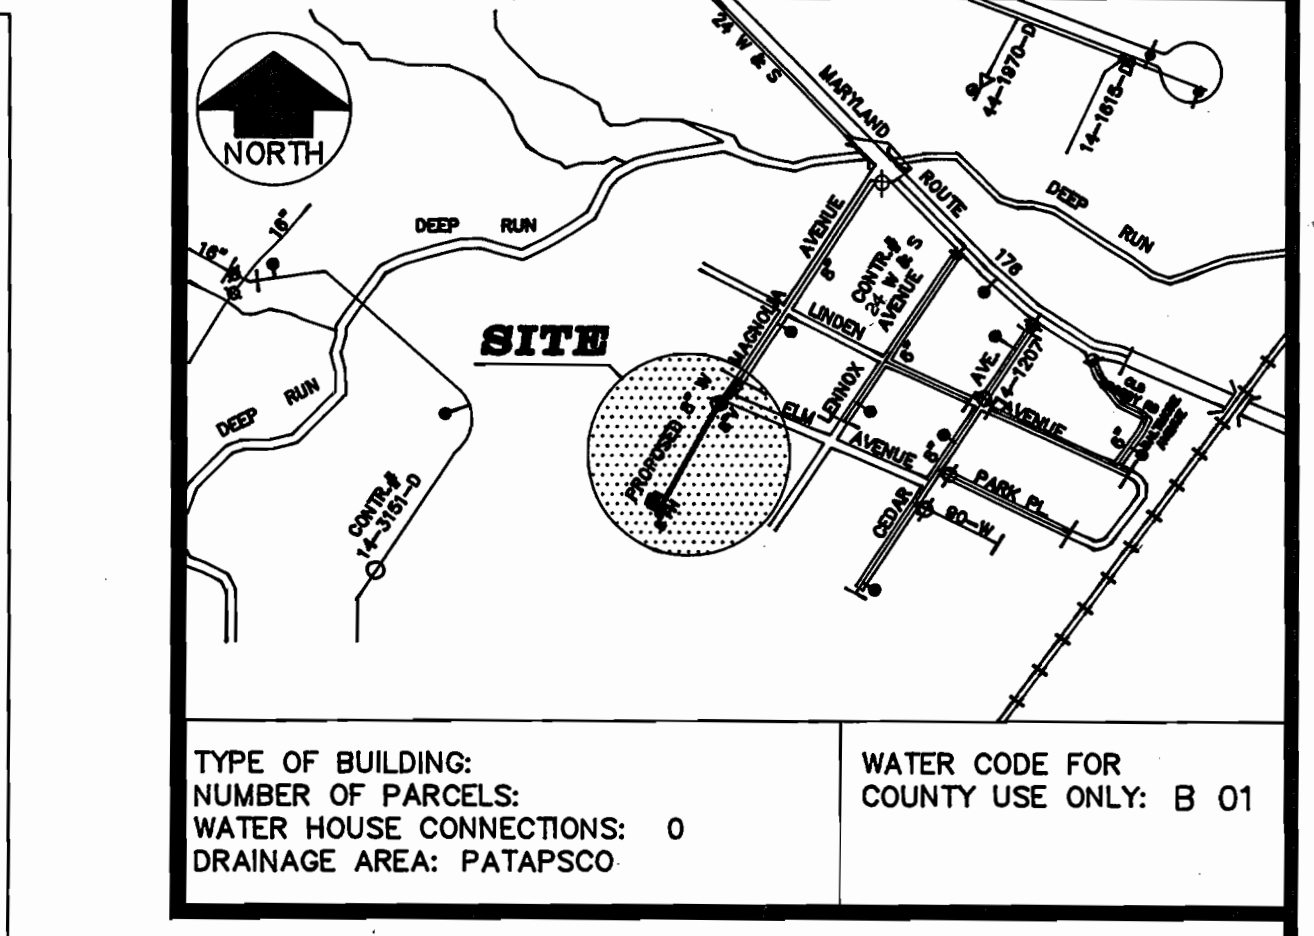 24 W & S
MARYLAND
ROUTE
176
44-1970-D
14-1615-D
NORTH
DEEP RUN
DEEP RUN
16"
16"
DEEP RUN
SITE
MAGNOLIA AVENUE
8"
CONTR.#
24 W & S
LENNOX AVENUE
6"
LINDEN
AVENUE
CEDAR AVE.
14-1207
6"
ELM AVENUE
PROPOSED 8" W
PARK PL.
90-W
OLD
6"
CONTR.#
14-3151-D
TYPE OF BUILDING:
NUMBER OF PARCELS:
WATER HOUSE CONNECTIONS: 0
DRAINAGE AREA: PATAPSCO
WATER CODE FOR
COUNTY USE ONLY: B 01